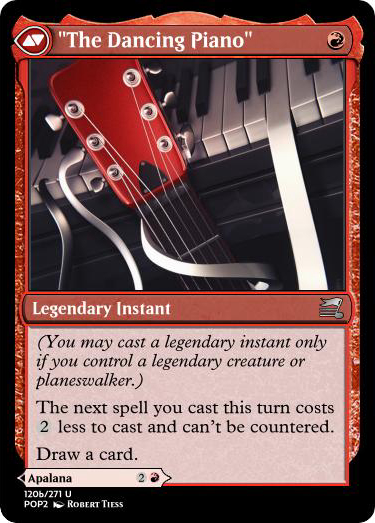 "The Dancing Piano"
Legendary Instant
(You may cast a legendary instant only
if you control a legendary creature or
planeswalker.)
The next spell you cast this turn costs
2 less to cast and can't be countered.
Draw a card.
Apalana 2
120b/271 U
POP2 Robert Tiess